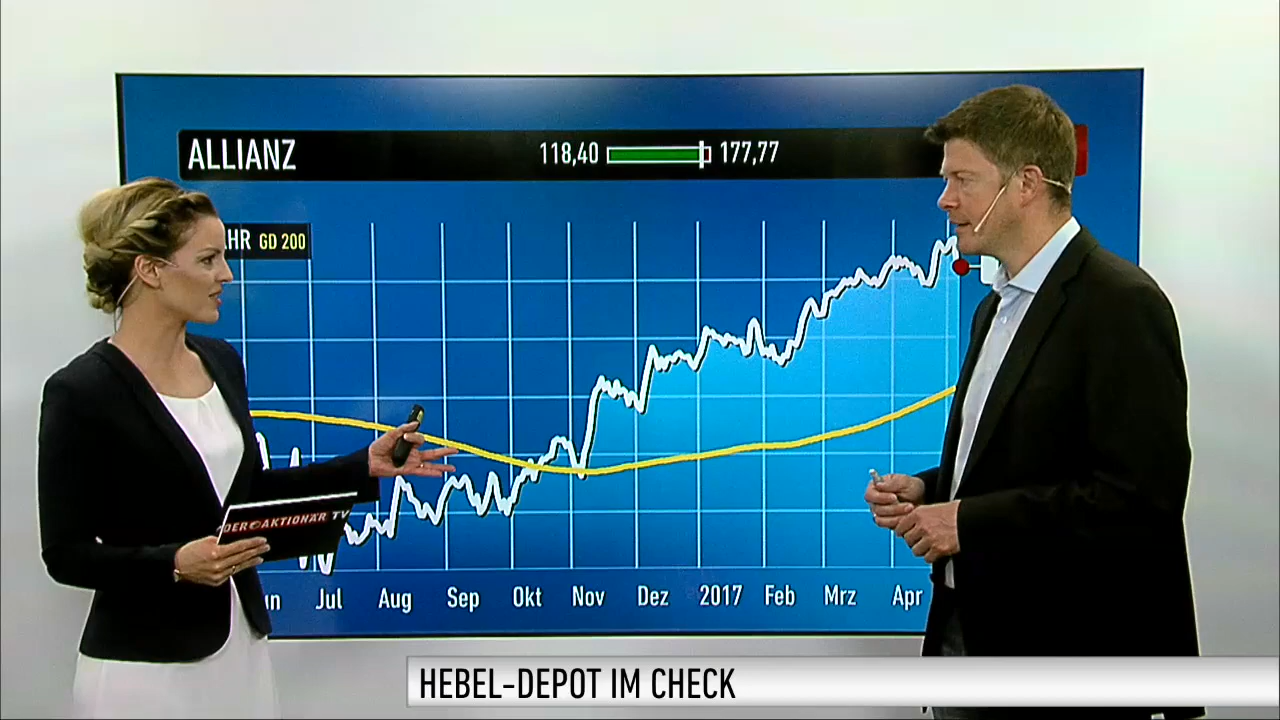 ALLIANZ
118,40 177,77
GD 200
DER AKTIONÄR TV
Jul Aug Sep Okt Nov Dez 2017 Feb Mrz Apr
HEBEL-DEPOT IM CHECK